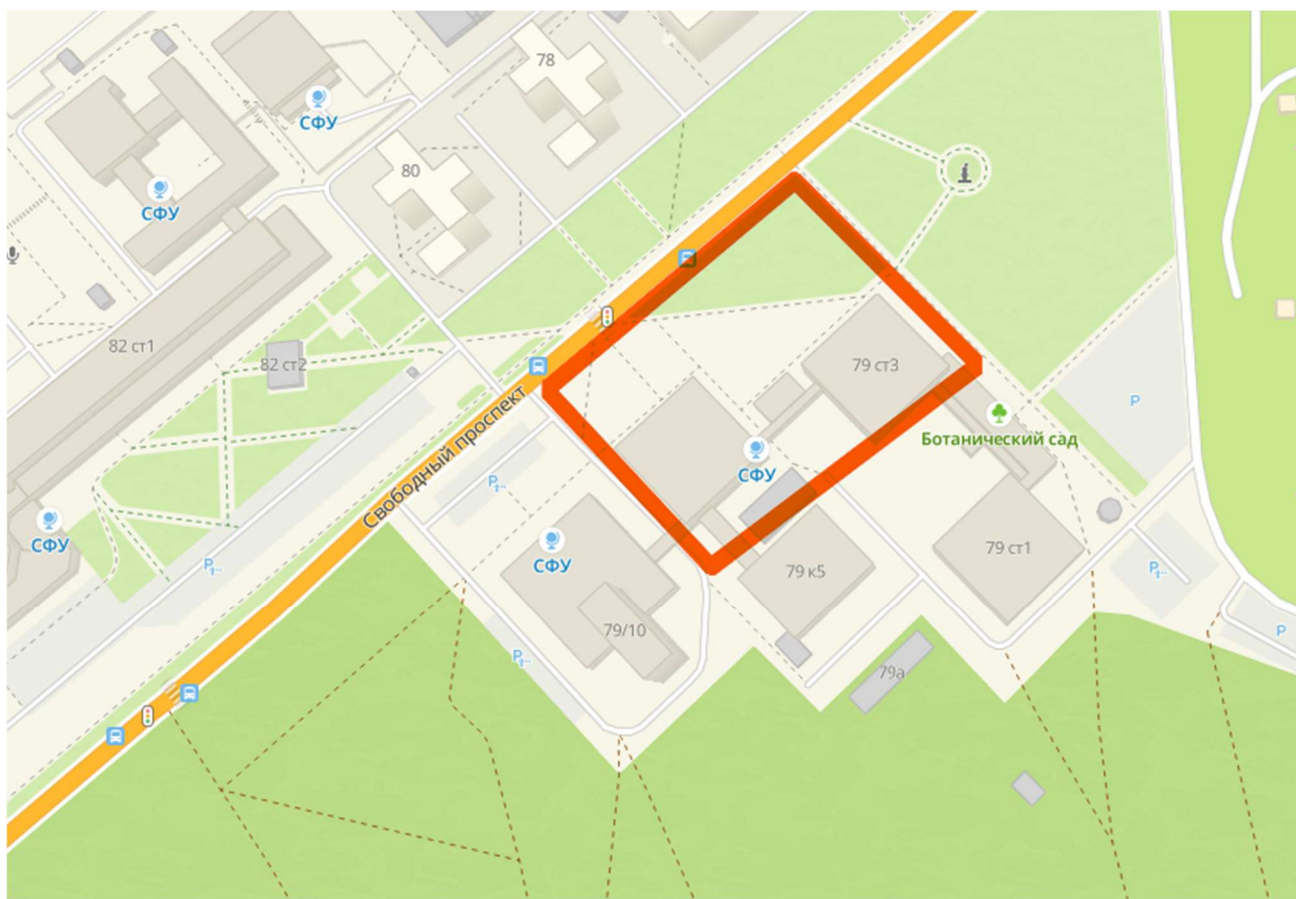 78
СФУ
80
СФУ
82 ст1
82 ст2
79 ст3
P
Свободный проспект
Ботанический сад
СФУ
P
СФУ
СФУ
79 ст1
P
79 к5
P
79/10
P
P
79а